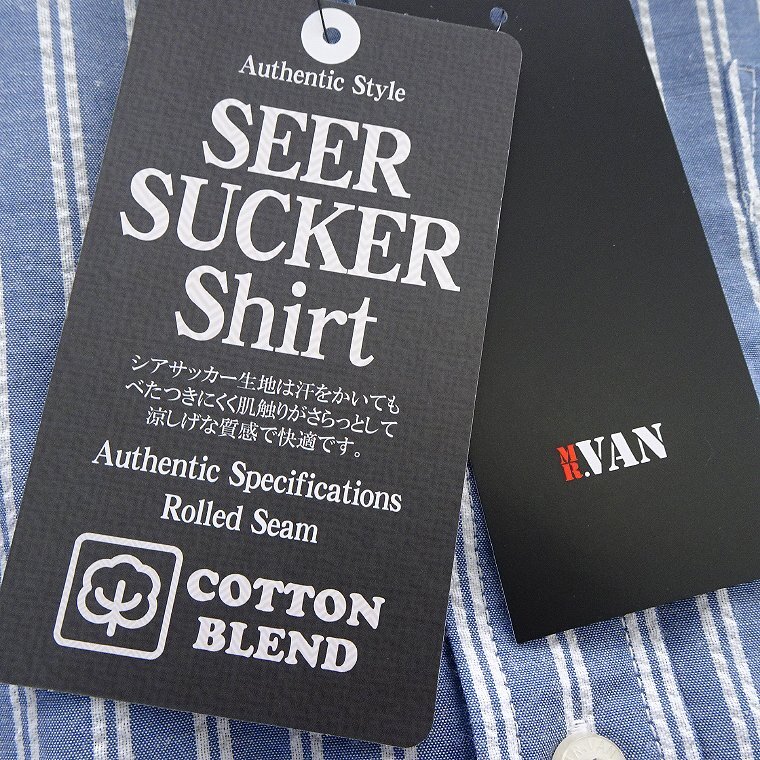 Authentic Style
SEER
SUCKER
Shirt
シアサッカー生地は汗をかいても
べたつきにくく肌触りがさらっとして
涼しげな質感で快適です。
Authentic Specifications
Rolled Seam
COTTON
BLEND
MR.VAN